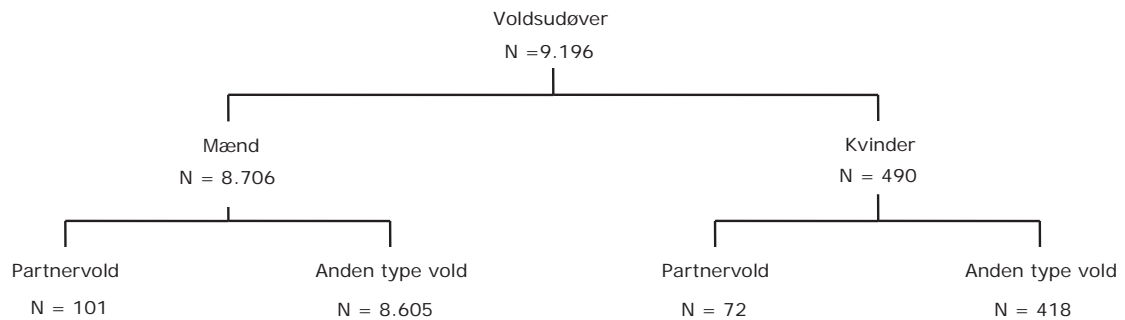 Voldsudøver
N =9.196
Mænd
N = 8.706
Kvinder
N = 490
Partnervold
N = 101
Anden type vold
N = 8.605
Partnervold
N = 72
Anden type vold
N = 418